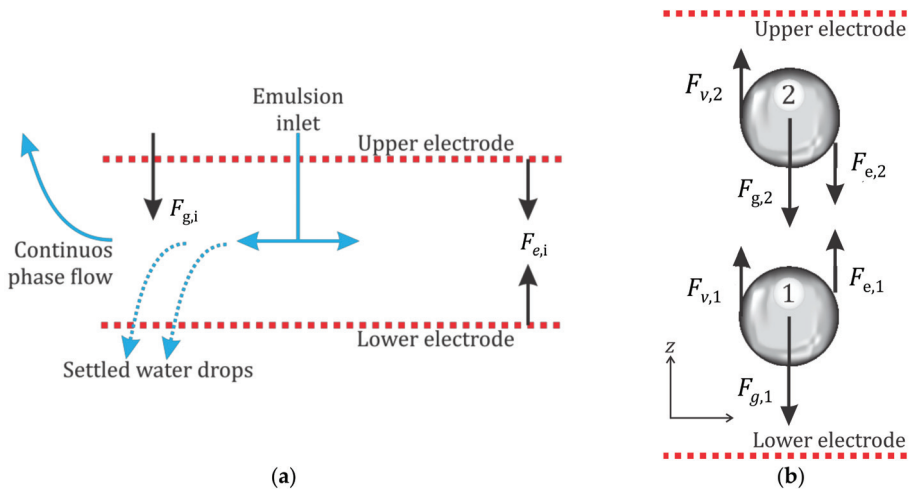 Emulsion
inlet
Upper electrode
F_g,i
F_e,i
Continuos
phase flow
Lower electrode
Settled water drops
(a)
Upper electrode
F_v,2
2
F_g,2
F_e,2
F_v,1
1
F_e,1
z
F_g,1
Lower electrode
(b)